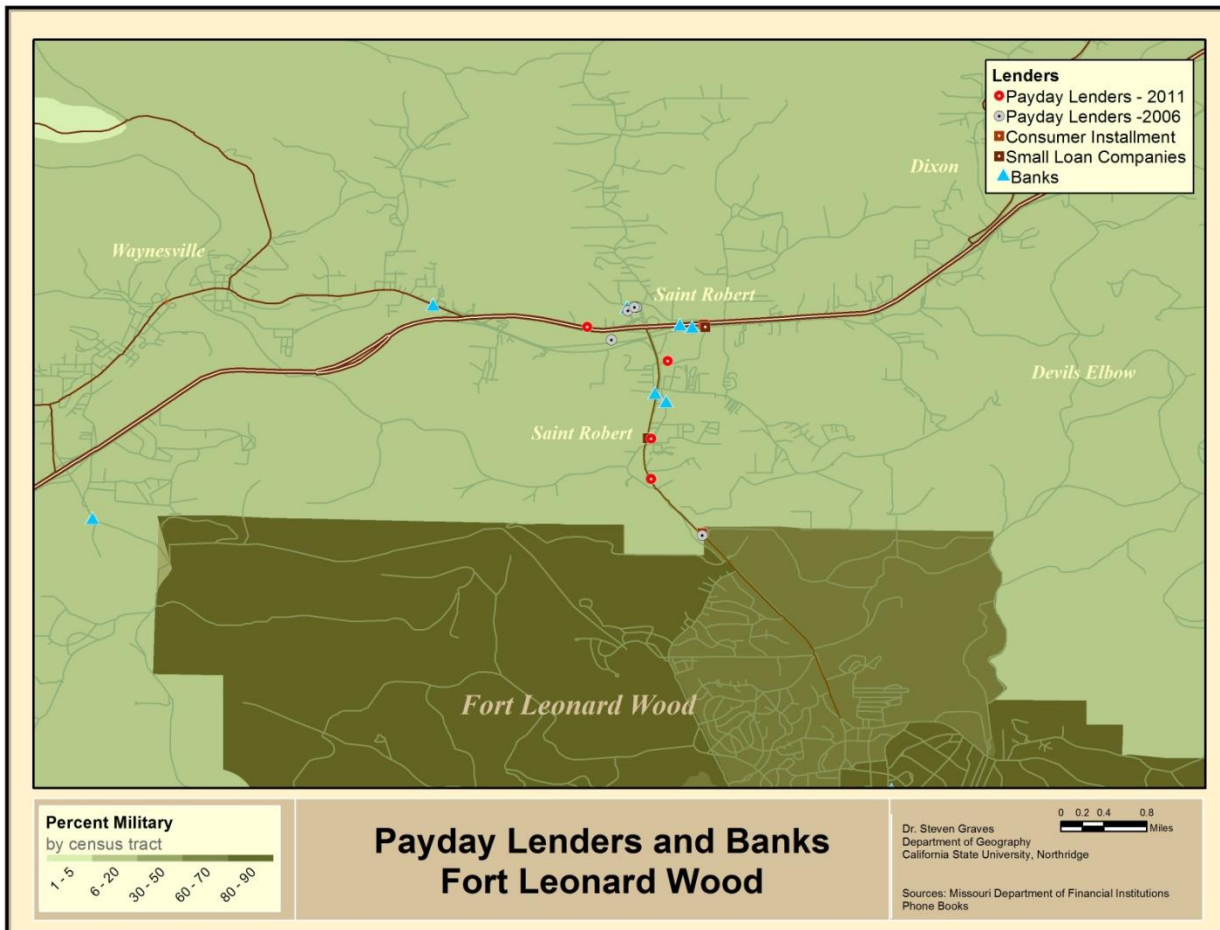 Lenders
Payday Lenders - 2011
Payday Lenders -2006
Consumer Installment
Small Loan Companies
Banks
Dixon
Waynesville
Saint Robert
Devils Elbow
Saint Robert
Fort Leonard Wood
Percent Military
by census tract
1 - 5
6 - 20
30 - 50
60 - 70
80 - 90
Payday Lenders and Banks
Fort Leonard Wood
0 0.2 0.4 0.8
Miles
Dr. Steven Graves
Department of Geography
California State University, Northridge
Sources: Missouri Department of Financial Institutions
Phone Books